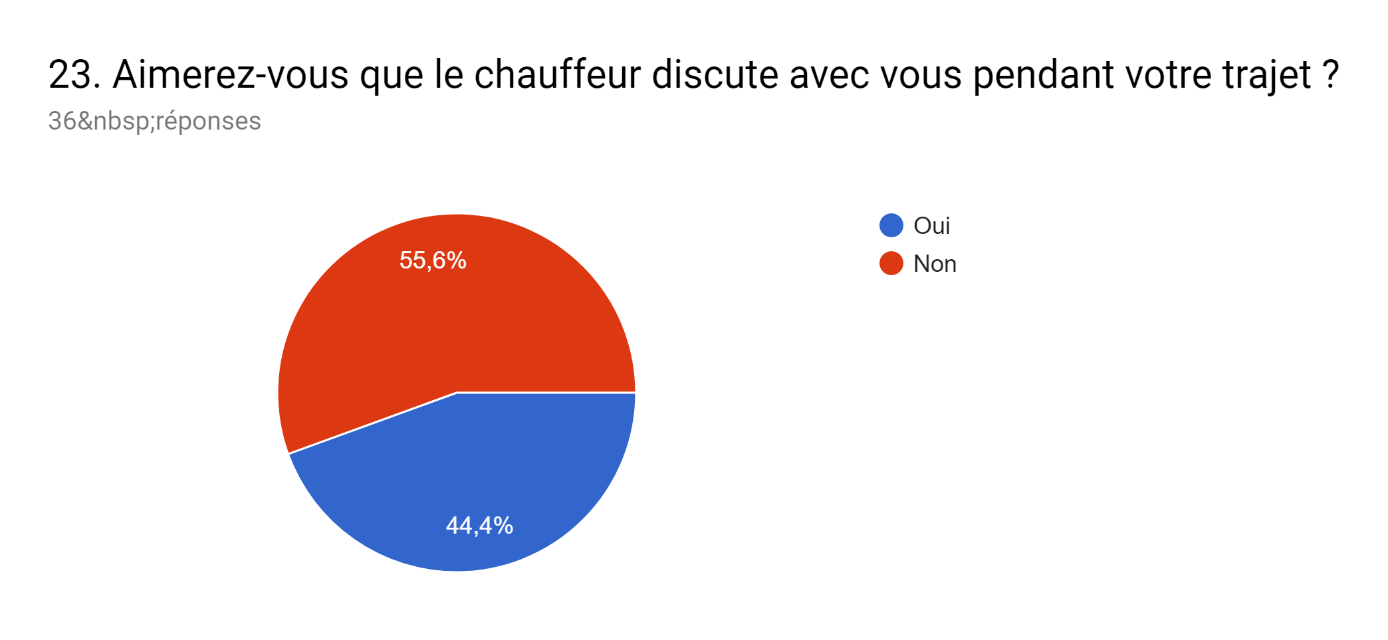 23. Aimerez-vous que le chauffeur discute avec vous pendant votre trajet ?
36&nbsp;réponses
Oui
Non
55,6%
44,4%